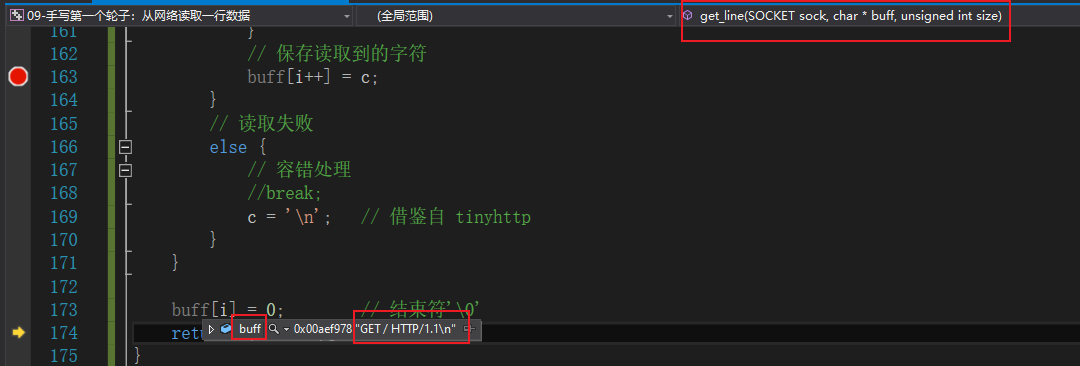 09-手写第一个轮子：从网络读取一行数据 (全局范围) get_line(SOCKET sock, char * buff, unsigned int size)
161 }
162 // 保存读取到的字符
163 buff[i++] = c;
164 }
165 // 读取失败
166 else {
167 // 容错处理
168 //break;
169 c = '\n'; // 借鉴自 tinyhttp
170 }
171 }
172
173 buff[i] = 0; // 结束符'\0'
174 ret buff 0x00aef978 "GET / HTTP/1.1\n"
175 }